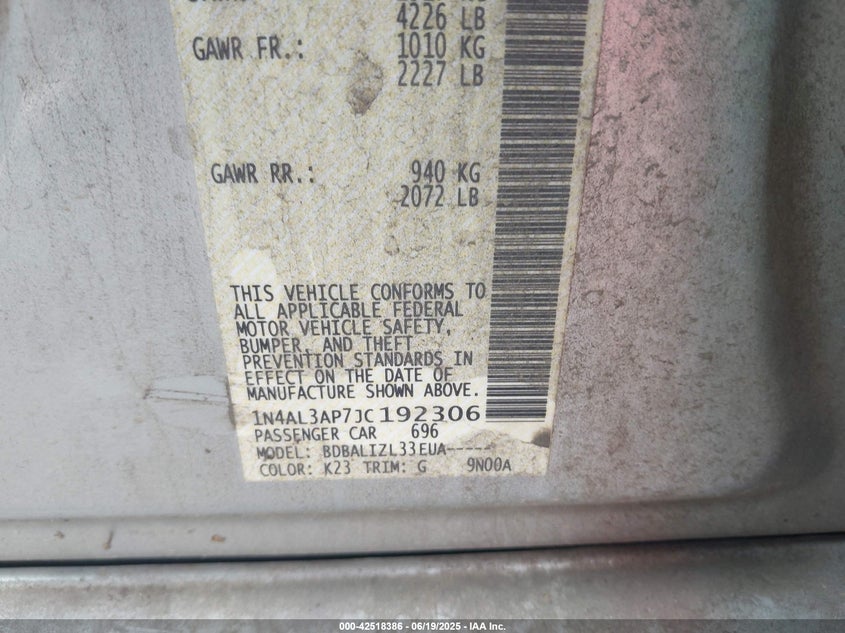 4226 LB
GAWR FR.: 1010 KG
2227 LB
GAWR RR.: 940 KG
2072 LB
THIS VEHICLE CONFORMS TO
ALL APPLICABLE FEDERAL
MOTOR VEHICLE SAFETY,
BUMPER, AND THEFT
PREVENTION STANDARDS IN
EFFECT ON THE DATE OF
MANUFACTURE SHOWN ABOVE.
1N4AL3AP7JC192306
PASSENGER CAR 696
MODEL: BDBALIZL33EUA-----
COLOR: K23 TRIM: G 9N00A
000-42518386 - 06/19/2025 - IAA Inc.